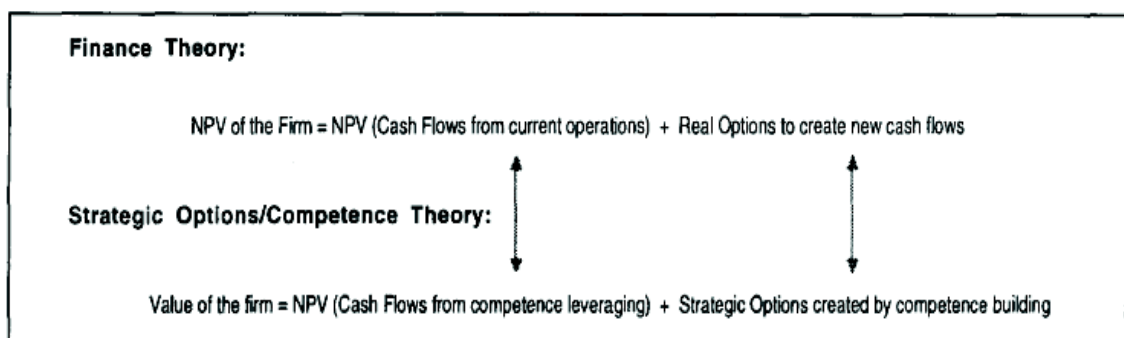 Finance Theory:
NPV of the Firm = NPV (Cash Flows from current operations) + Real Options to create new cash flows
Strategic Options/Competence Theory:
Value of the firm = NPV (Cash Flows from competence leveraging) + Strategic Options created by competence building